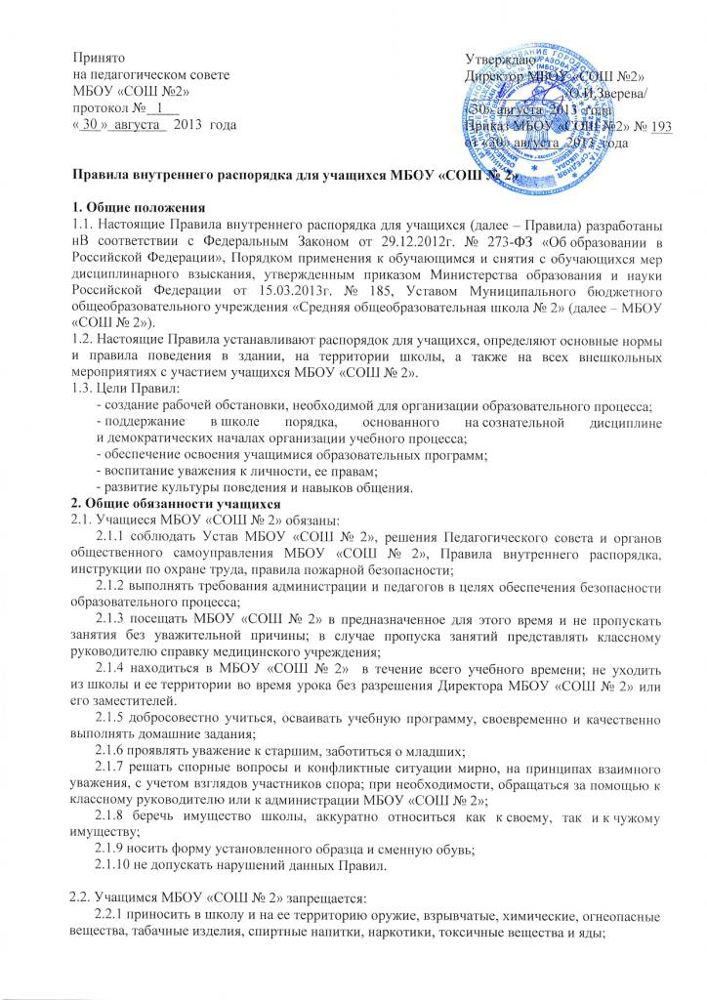 Принято
на педагогическом совете
МБОУ «СОШ №2»
протокол № 1
« 30 » августа 2013 года
Утверждаю
Директор МБОУ «СОШ №2»
/О.И.Зверева/
«30» августа 2013 года
Приказ МБОУ «СОШ №2» № 193
от «30» августа 2013 года
Правила внутреннего распорядка для учащихся МБОУ «СОШ № 2»
1. Общие положения
1.1. Настоящие Правила внутреннего распорядка для учащихся (далее – Правила) разработаны
нВ соответствии с Федеральным Законом от 29.12.2012г. № 273-ФЗ «Об образовании в
Российской Федерации», Порядком применения к обучающимся и снятия с обучающихся мер
дисциплинарного взыскания, утвержденным приказом Министерства образования и науки
Российской Федерации от 15.03.2013г. № 185, Уставом Муниципального бюджетного
общеобразовательного учреждения «Средняя общеобразовательная школа № 2» (далее – МБОУ
«СОШ № 2»).
1.2. Настоящие Правила устанавливают распорядок для учащихся, определяют основные нормы
и правила поведения в здании, на территории школы, а также на всех внешкольных
мероприятиях с участием учащихся МБОУ «СОШ № 2».
1.3. Цели Правил:
- создание рабочей обстановки, необходимой для организации образовательного процесса;
- поддержание в школе порядка, основанного на сознательной дисциплине
и демократических началах организации учебного процесса;
- обеспечение освоения учащимися образовательных программ;
- воспитание уважения к личности, ее правам;
- развитие культуры поведения и навыков общения.
2. Общие обязанности учащихся
2.1. Учащиеся МБОУ «СОШ № 2» обязаны:
2.1.1 соблюдать Устав МБОУ «СОШ № 2», решения Педагогического совета и органов
общественного самоуправления МБОУ «СОШ № 2», Правила внутреннего распорядка,
инструкции по охране труда, правила пожарной безопасности;
2.1.2 выполнять требования администрации и педагогов в целях обеспечения безопасности
образовательного процесса;
2.1.3 посещать МБОУ «СОШ № 2» в предназначенное для этого время и не пропускать
занятия без уважительной причины; в случае пропуска занятий представлять классному
руководителю справку медицинского учреждения;
2.1.4 находиться в МБОУ «СОШ № 2» в течение всего учебного времени; не уходить
из школы и ее территории во время урока без разрешения Директора МБОУ «СОШ № 2» или
его заместителей.
2.1.5 добросовестно учиться, осваивать учебную программу, своевременно и качественно
выполнять домашние задания;
2.1.6 проявлять уважение к старшим, заботиться о младших;
2.1.7 решать спорные вопросы и конфликтные ситуации мирно, на принципах взаимного
уважения, с учетом взглядов участников спора; при необходимости, обращаться за помощью к
классному руководителю или к администрации МБОУ «СОШ № 2»;
2.1.8 беречь имущество школы, аккуратно относиться как к своему, так и к чужому
имуществу;
2.1.9 носить форму установленного образца и сменную обувь;
2.1.10 не допускать нарушений данных Правил.
2.2. Учащимся МБОУ «СОШ № 2» запрещается:
2.2.1 приносить в школу и на ее территорию оружие, взрывчатые, химические, огнеопасные
вещества, табачные изделия, спиртные напитки, наркотики, токсичные вещества и яды;